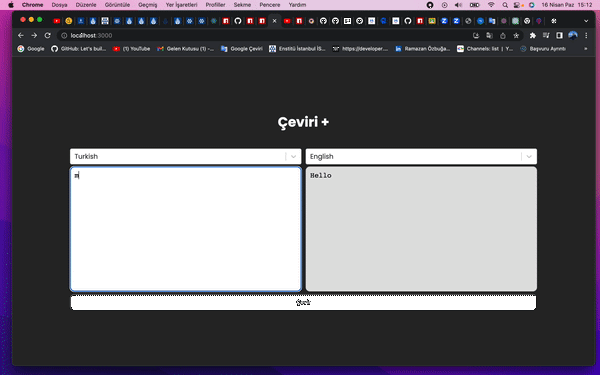 Chrome Dosya Düzenle Görüntüle Geçmiş Yer İşaretleri Profiller Sekme Pencere Yardım 16 Nisan Paz 15:12
localhost:3000
Google GitHub: Let's buil... (1) YouTube Gelen Kutusu (1) -... Google Çeviri Enstitü İstanbul İS... https://developer.... Ramazan Özbuğa... Channels: list | Y... Başvuru Ayrıntı
Çeviri +
Turkish English
m Hello